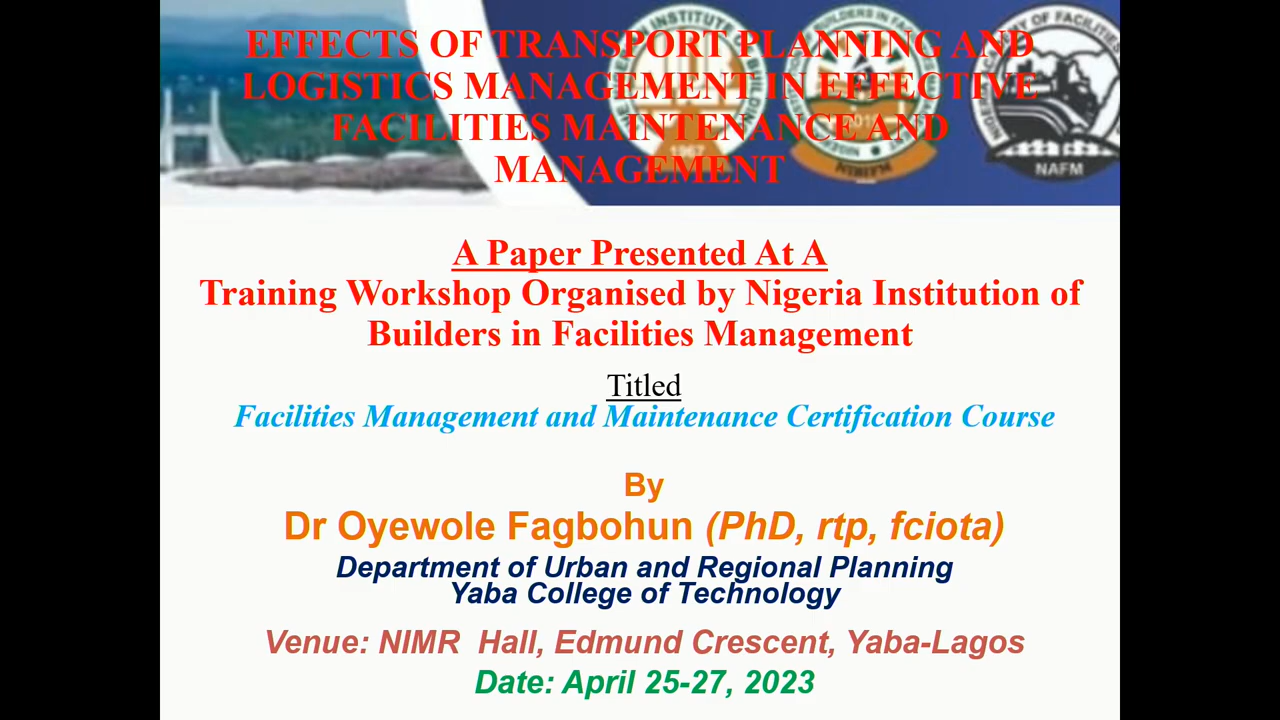 EFFECTS OF TRANSPORT PLANNING AND
LOGISTICS MANAGEMENT IN EFFECTIVE
FACILITIES MAINTENANCE AND
MANAGEMENT
1967
NAFM
A Paper Presented At A
Training Workshop Organised by Nigeria Institution of
Builders in Facilities Management
Titled
Facilities Management and Maintenance Certification Course
By
Dr Oyewole Fagbohun (PhD, rtp, fciota)
Department of Urban and Regional Planning
Yaba College of Technology
Venue: NIMR Hall, Edmund Crescent, Yaba-Lagos
Date: April 25-27, 2023